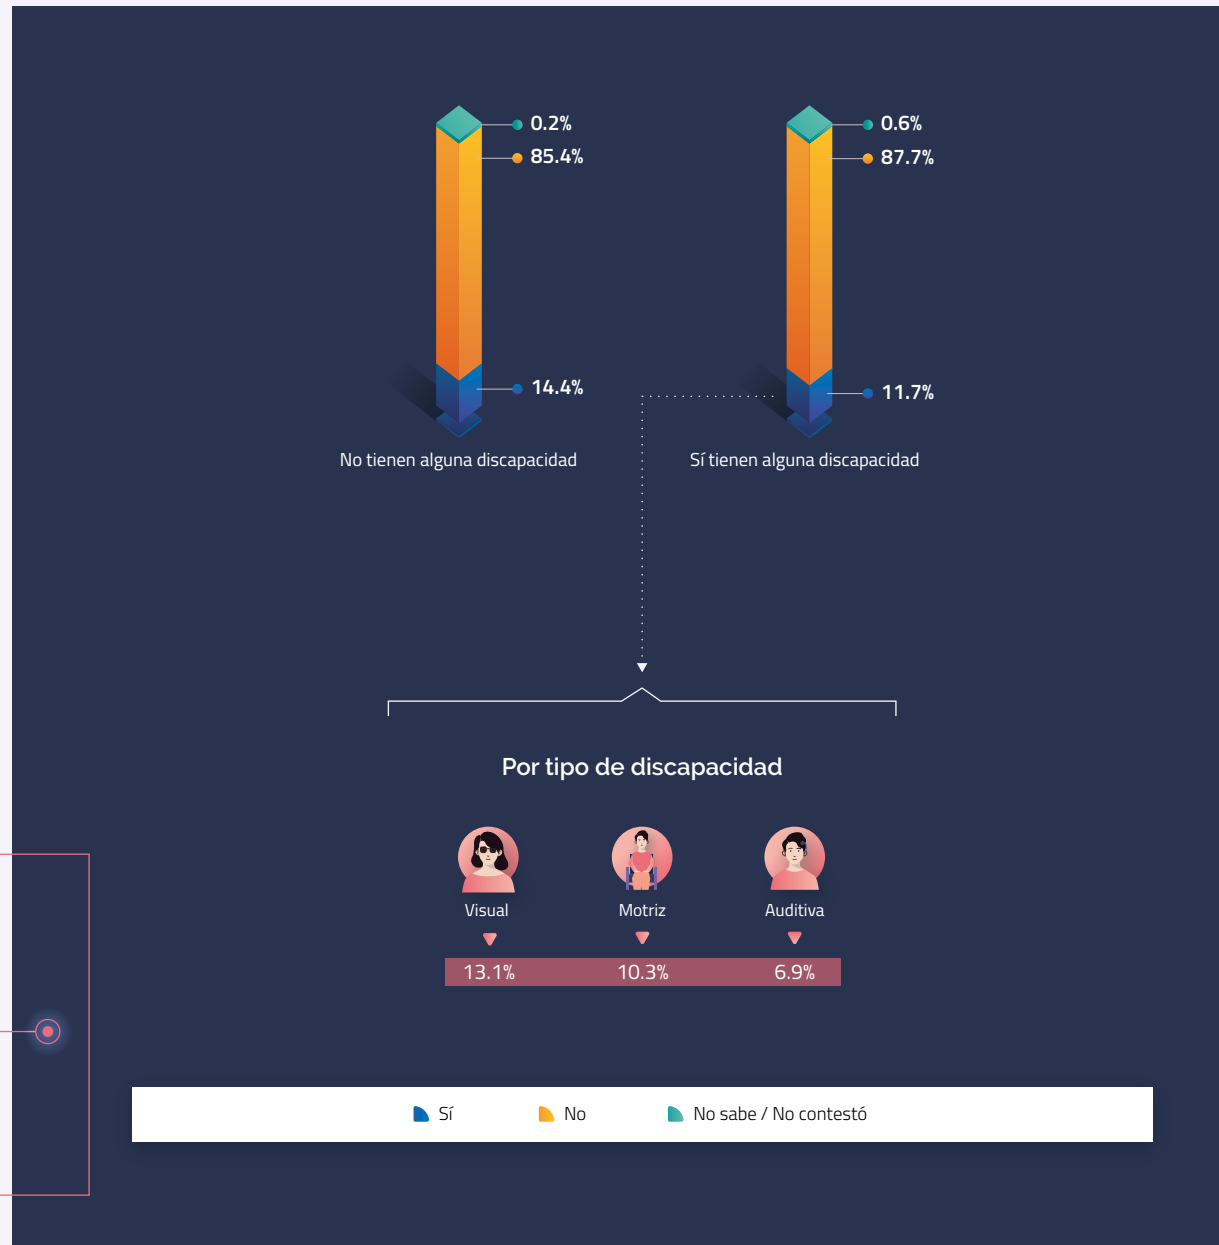 0.2%
85.4%
14.4%
No tienen alguna discapacidad
0.6%
87.7%
11.7%
Sí tienen alguna discapacidad
Por tipo de discapacidad
Visual Motriz Auditiva
13.1% 10.3% 6.9%
Sí No No sabe / No contestó